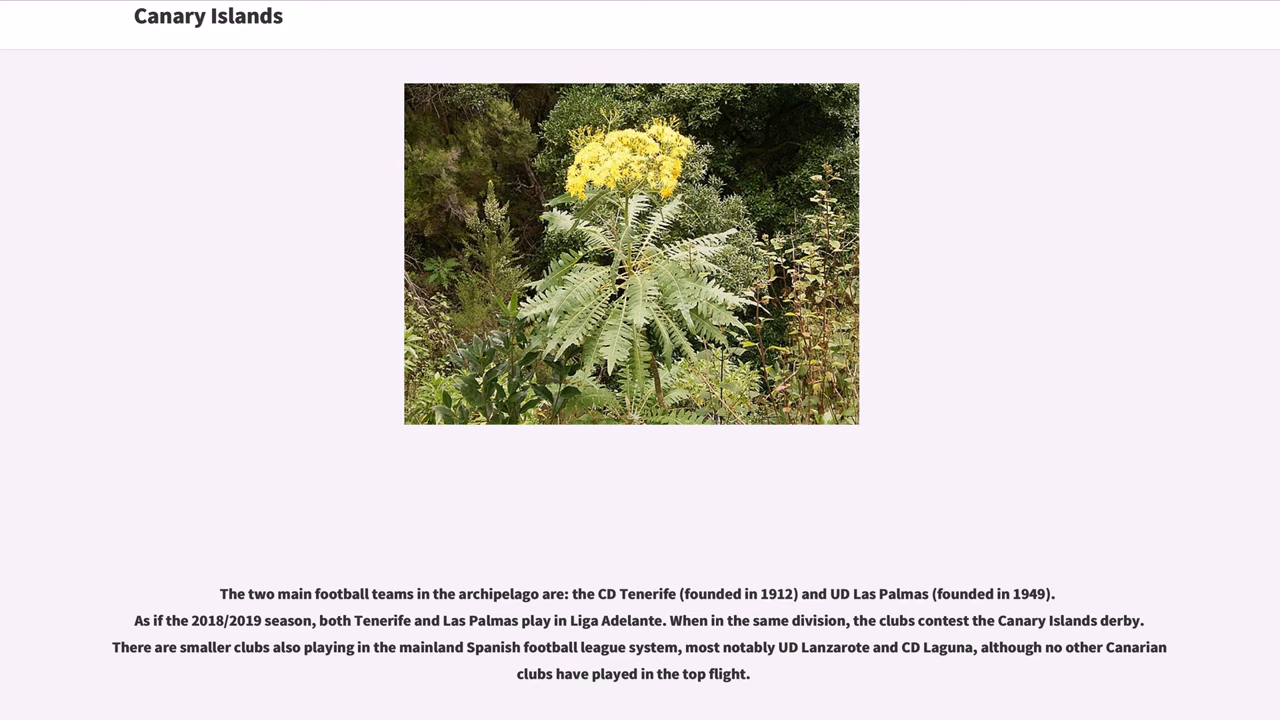 Canary Islands
The two main football teams in the archipelago are: the CD Tenerife (founded in 1912) and UD Las Palmas (founded in 1949).
As if the 2018/2019 season, both Tenerife and Las Palmas play in Liga Adelante. When in the same division, the clubs contest the Canary Islands derby.
There are smaller clubs also playing in the mainland Spanish football league system, most notably UD Lanzarote and CD Laguna, although no other Canarian
clubs have played in the top flight.